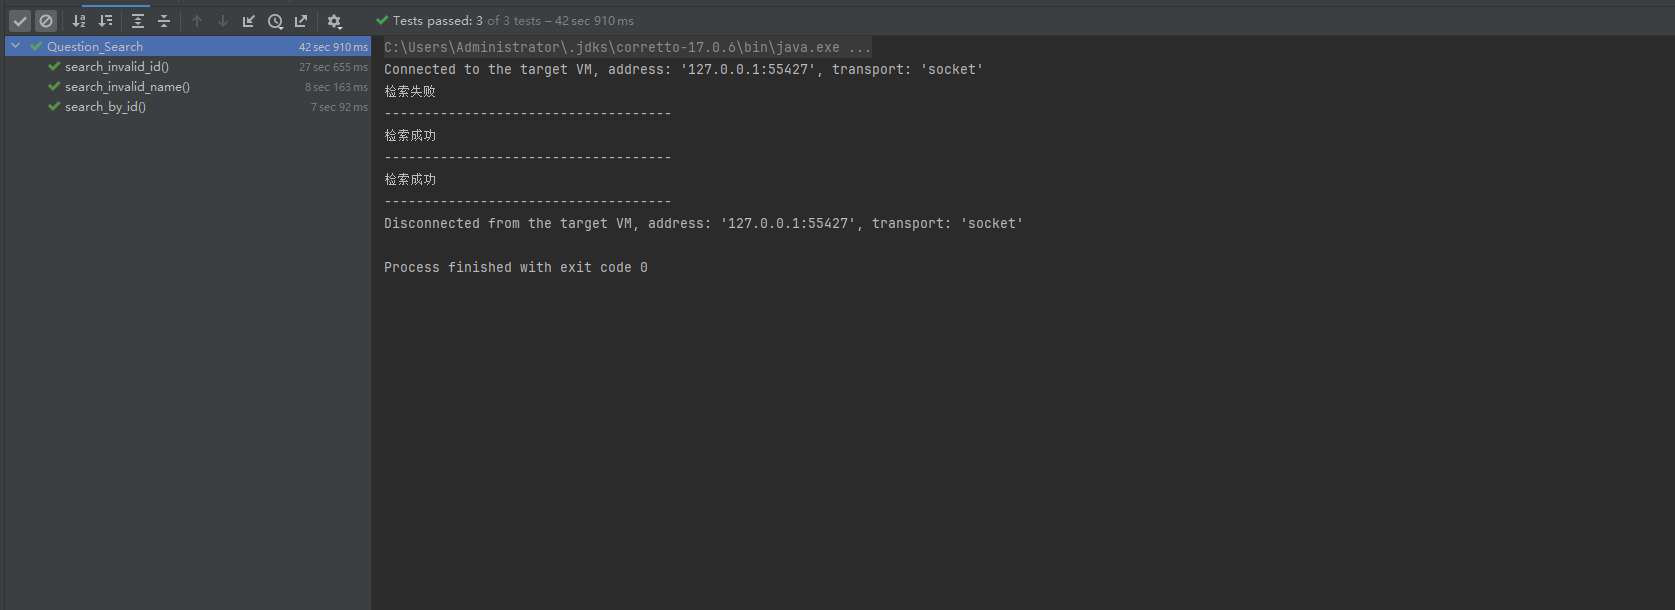 Tests passed: 3 of 3 tests – 42 sec 910 ms
Question_Search 42 sec 910 ms
search_invalid_id() 27 sec 655 ms
search_invalid_name() 8 sec 163 ms
search_by_id() 7 sec 92 ms
C:\Users\Administrator\.jdks\corretto-17.0.6\bin\java.exe ...
Connected to the target VM, address: '127.0.0.1:55427', transport: 'socket'
检索失败
------------------------------------
检索成功
------------------------------------
检索成功
------------------------------------
Disconnected from the target VM, address: '127.0.0.1:55427', transport: 'socket'
Process finished with exit code 0